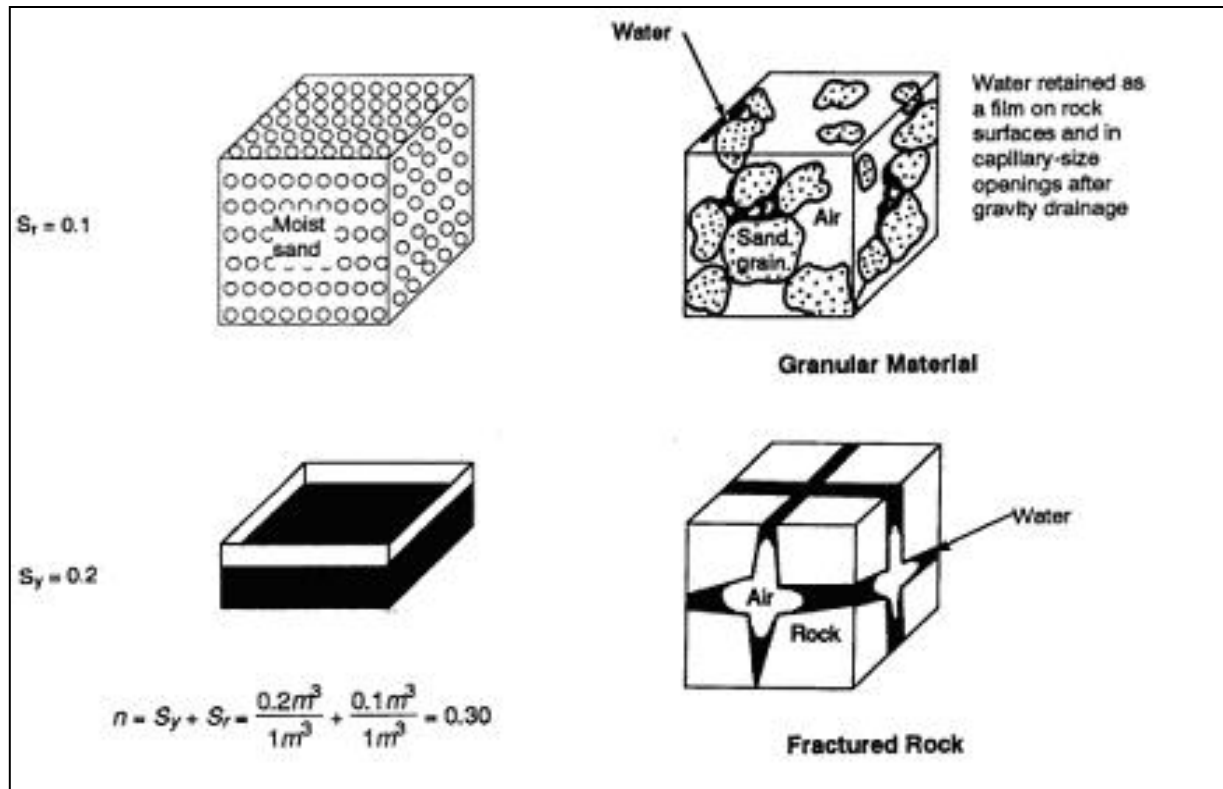 Water
Water retained as
a film on rock
surfaces and in
capillary-size
openings after
gravity drainage
Sᵣ = 0.1
Moist
sand
Air
Sand
grain.
Granular Material
S_y = 0.2
Water
Air
Rock
n = S_y + Sᵣ = 0.2m³/1m³ + 0.1m³/1m³ = 0.30
Fractured Rock